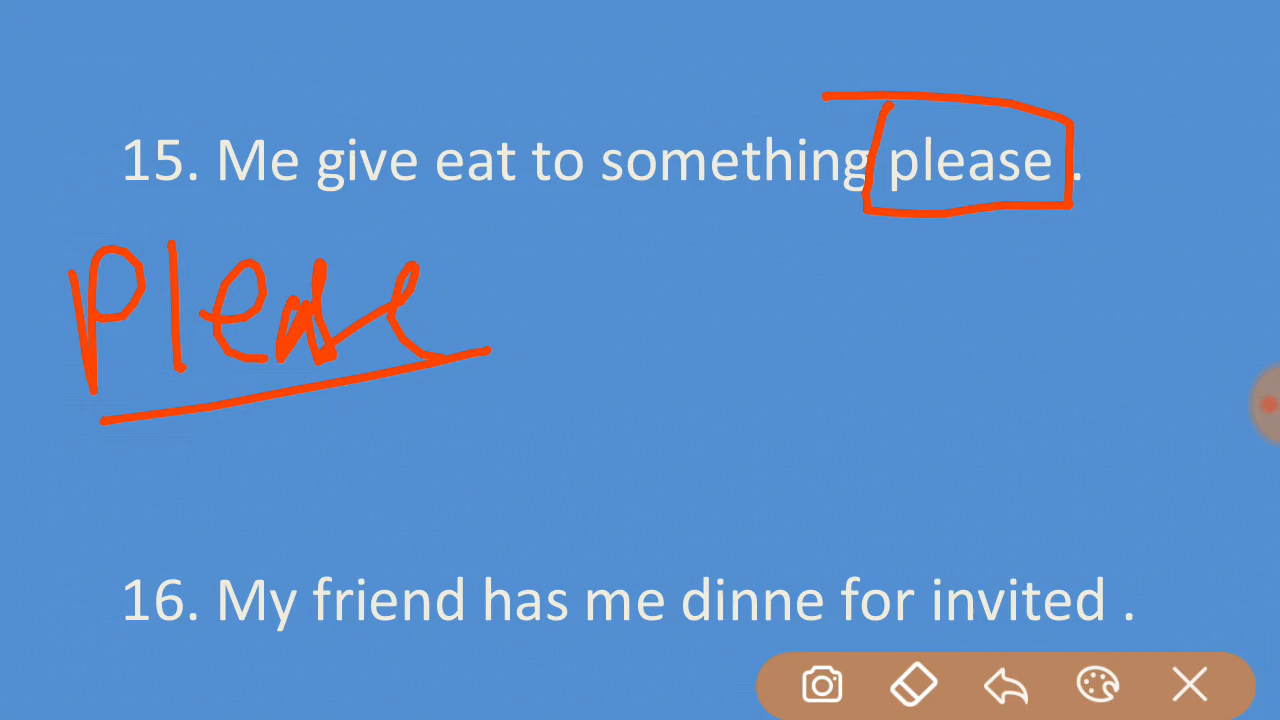 15. Me give eat to something please .
Please
16. My friend has me dinne for invited .